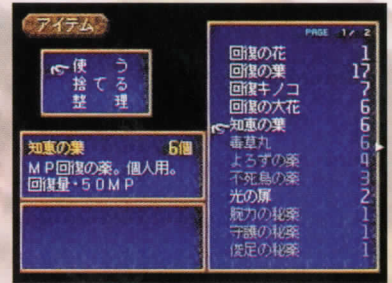 アイテム
使う
捨てる
整理
知恵の葉 6個
ＭＰ回復の薬。個人用。
回復量・５０ＭＰ
PAGE 1/ 2
回復の花 1
回復の葉 17
回復キノコ 7
回復の大花 6
知恵の葉 6
毒草丸 6
よろずの薬 4
不死鳥の薬 3
光の扉 2
腕力の秘薬 1
守護の秘薬 1
俊足の秘薬 1